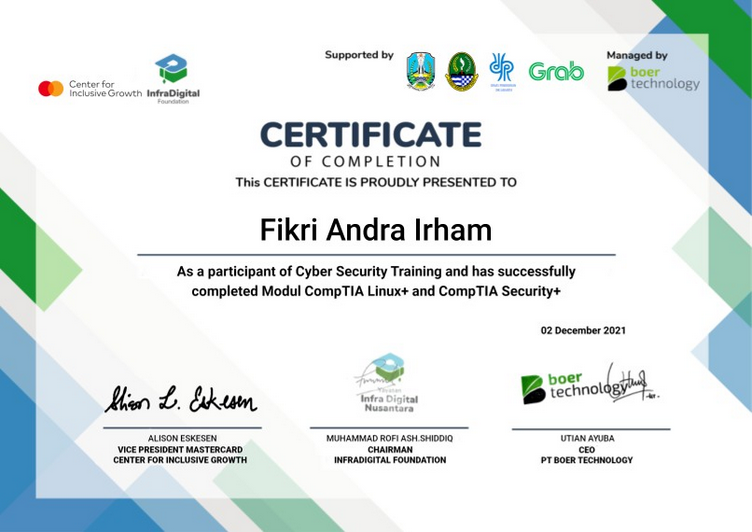 Supported by
Managed by
Center for
Inclusive Growth
InfraDigital
Foundation
Grab
boer
technology
CERTIFICATE
OF COMPLETION
This CERTIFICATE IS PROUDLY PRESENTED TO
Fikri Andra Irham
As a participant of Cyber Security Training and has successfully
completed Modul CompTIA Linux+ and CompTIA Security+
02 December 2021
Alison L. Eskesen
Yayasan
Infra Digital
Nusantara
boer
technology
ALISON ESKESEN
VICE PRESIDENT MASTERCARD
CENTER FOR INCLUSIVE GROWTH
MUHAMMAD ROFI ASH.SHIDDIQ
CHAIRMAN
INFRADIGITAL FOUNDATION
UTIAN AYUBA
CEO
PT BOER TECHNOLOGY